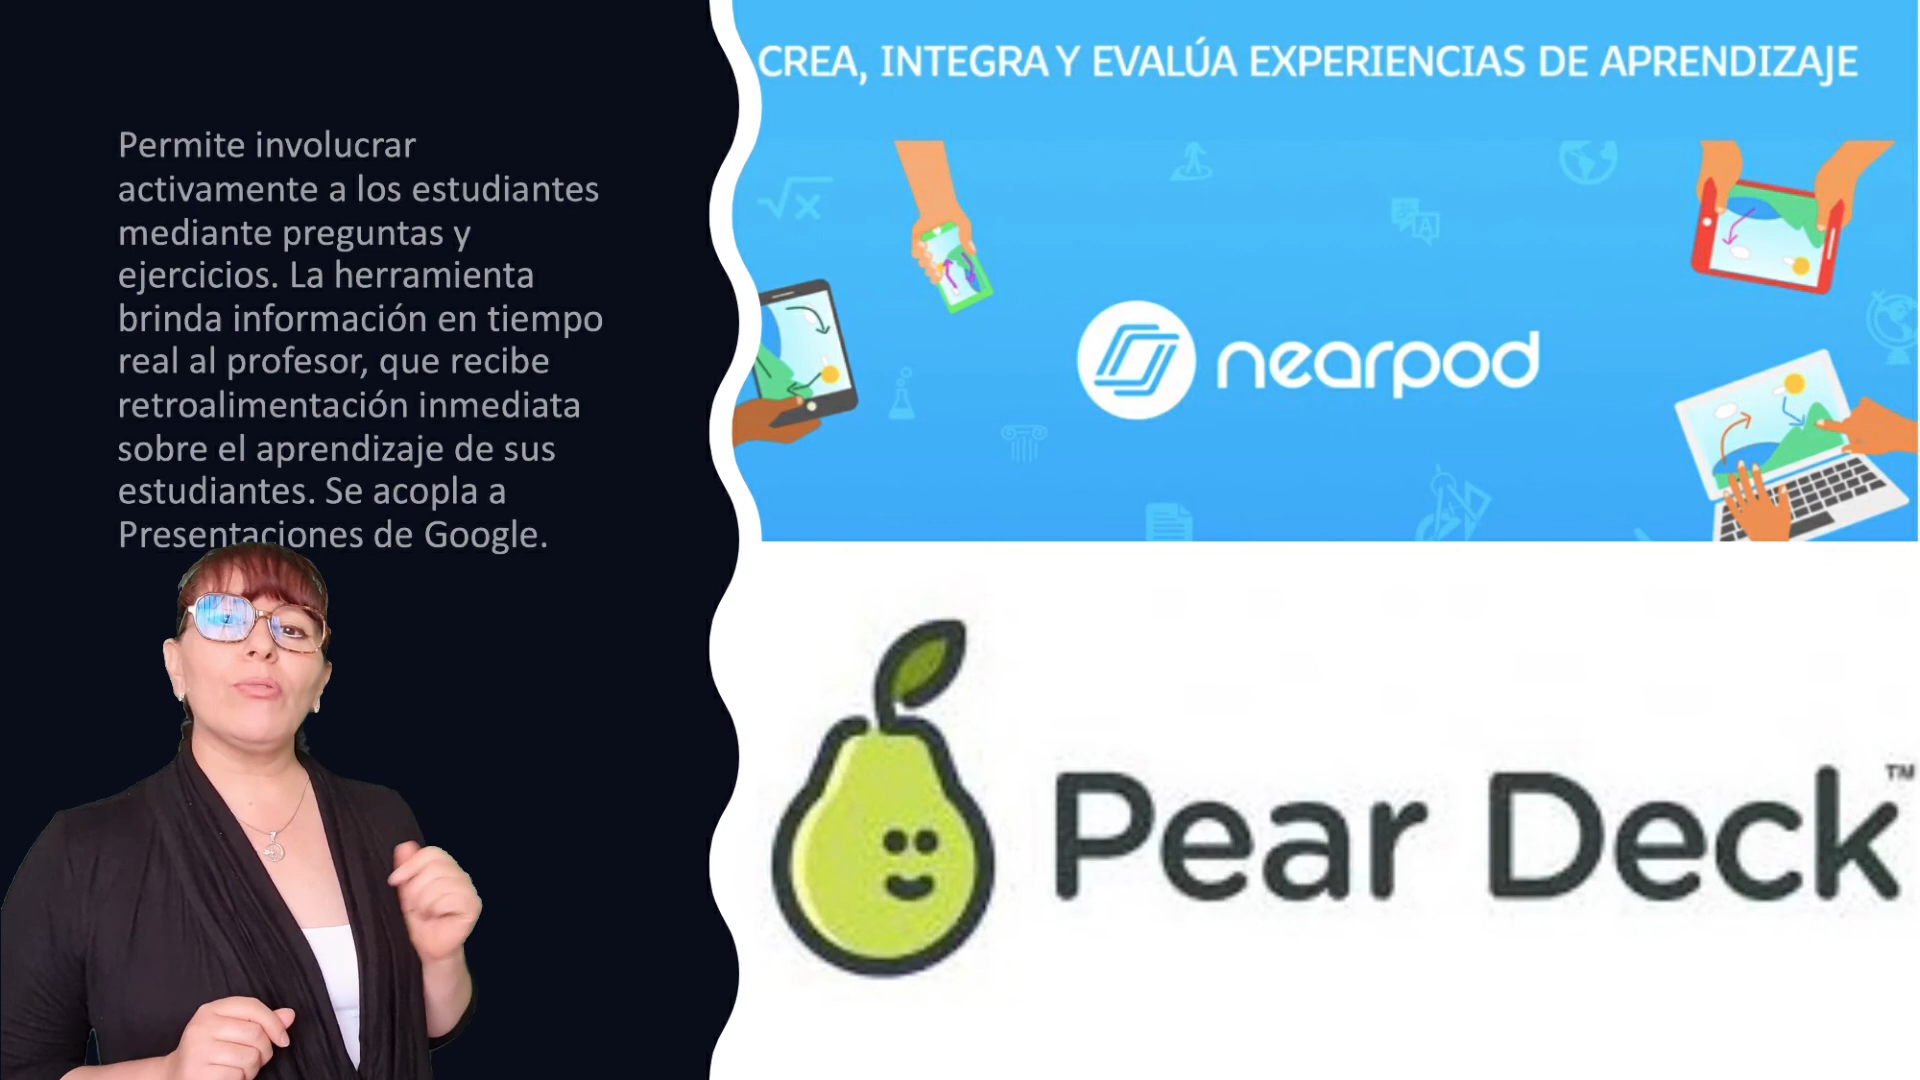 Permite involucrar
activamente a los estudiantes
mediante preguntas y
ejercicios. La herramienta
brinda información en tiempo
real al profesor, que recibe
retroalimentación inmediata
sobre el aprendizaje de sus
estudiantes. Se acopla a
Presentaciones de Google.
CREA, INTEGRA Y EVALÚA EXPERIENCIAS DE APRENDIZAJE
nearpod
Pear Deck™